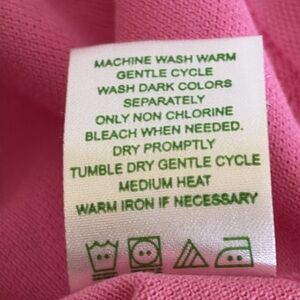 MACHINE WASH WARM
GENTLE CYCLE
WASH DARK COLORS
SEPARATELY
ONLY NON CHLORINE
BLEACH WHEN NEEDED.
DRY PROMPTLY
TUMBLE DRY GENTLE CYCLE
MEDIUM HEAT
WARM IRON IF NECESSARY